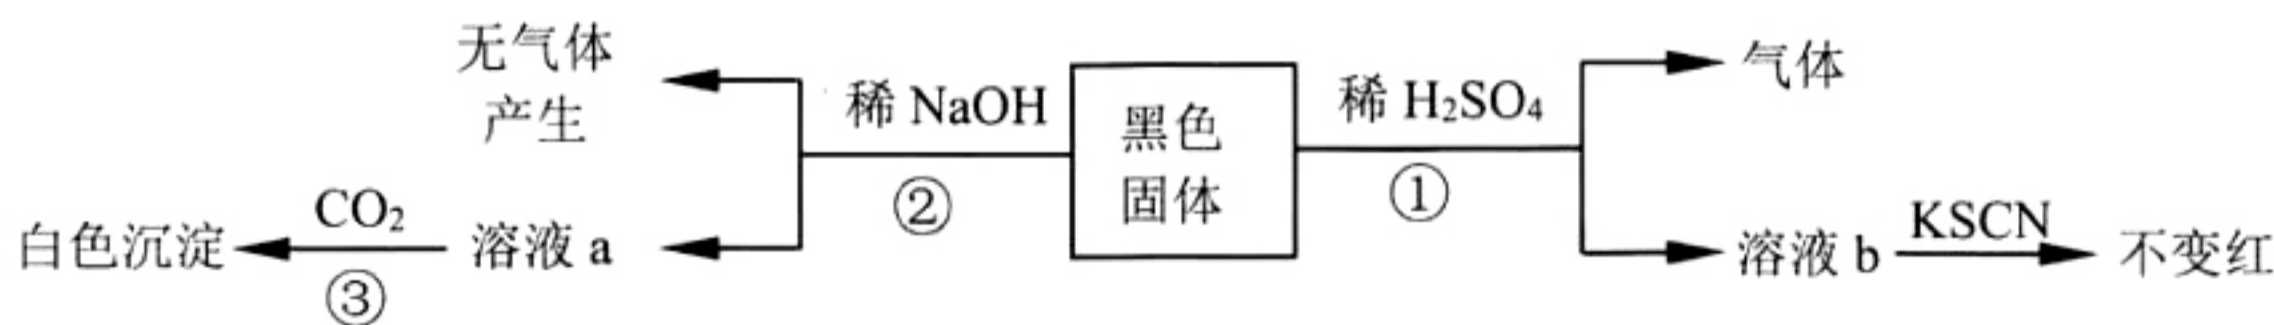 无气体
产生
稀 NaOH
②
黑色
固体
稀 H₂SO₄
①
气体
白色沉淀
CO₂
③
溶液 a
溶液 b
KSCN
不变红